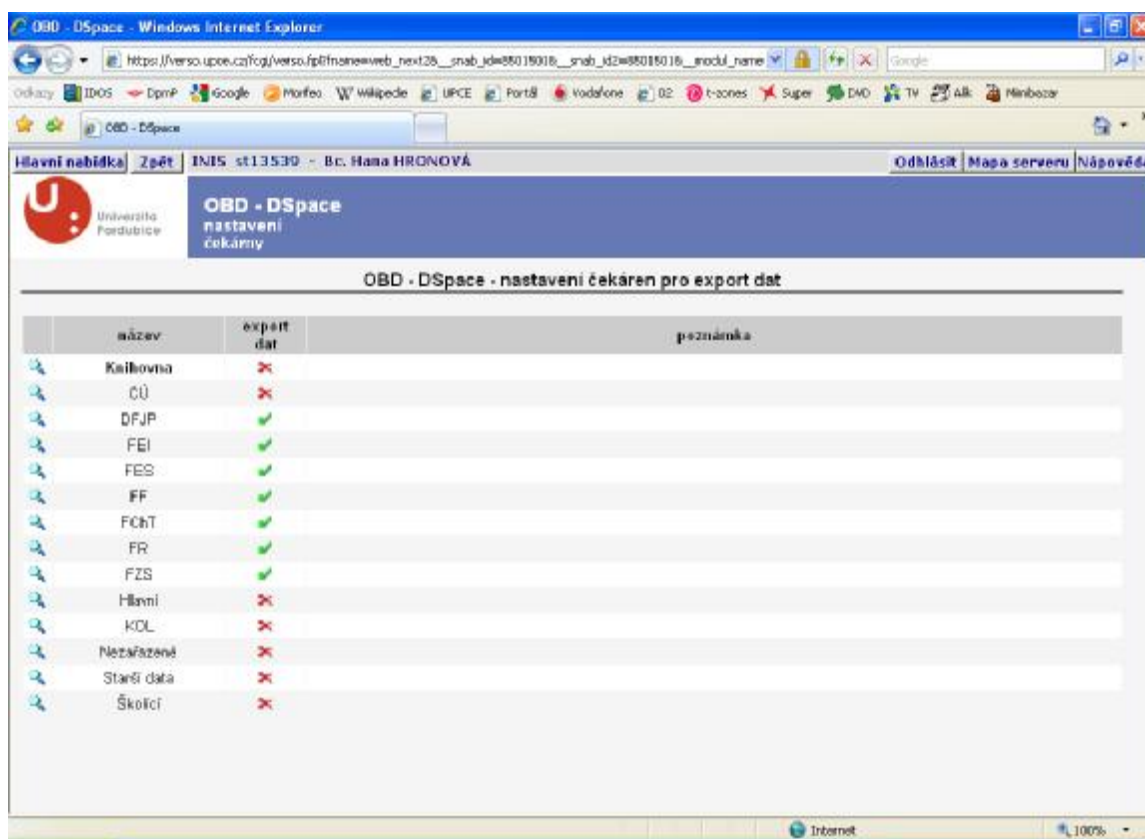 OBD - DSpace - Windows Internet Explorer
Google
Odkazy IDOS DpmP Google Morfeo Wikipedie UPCE Portál Vodafone O2 t-zones Super DVD TV Alík Minibazar
OBD - DSpace
Hlavní nabídka Zpět INIS st13539 - Bc. Hana HRONOVÁ Odhlásit Mapa serveru Nápověda
Univerzita
Pardubice
OBD - DSpace
nastavení
čekárny
OBD - DSpace - nastavení čekáren pro export dat
název export dat poznámka
Knihovna
CÚ
DFJP
FEI
FES
FF
FChT
FR
FZS
Hlavní
KOL
Nezařazené
Starší data
Školící
Internet 100%